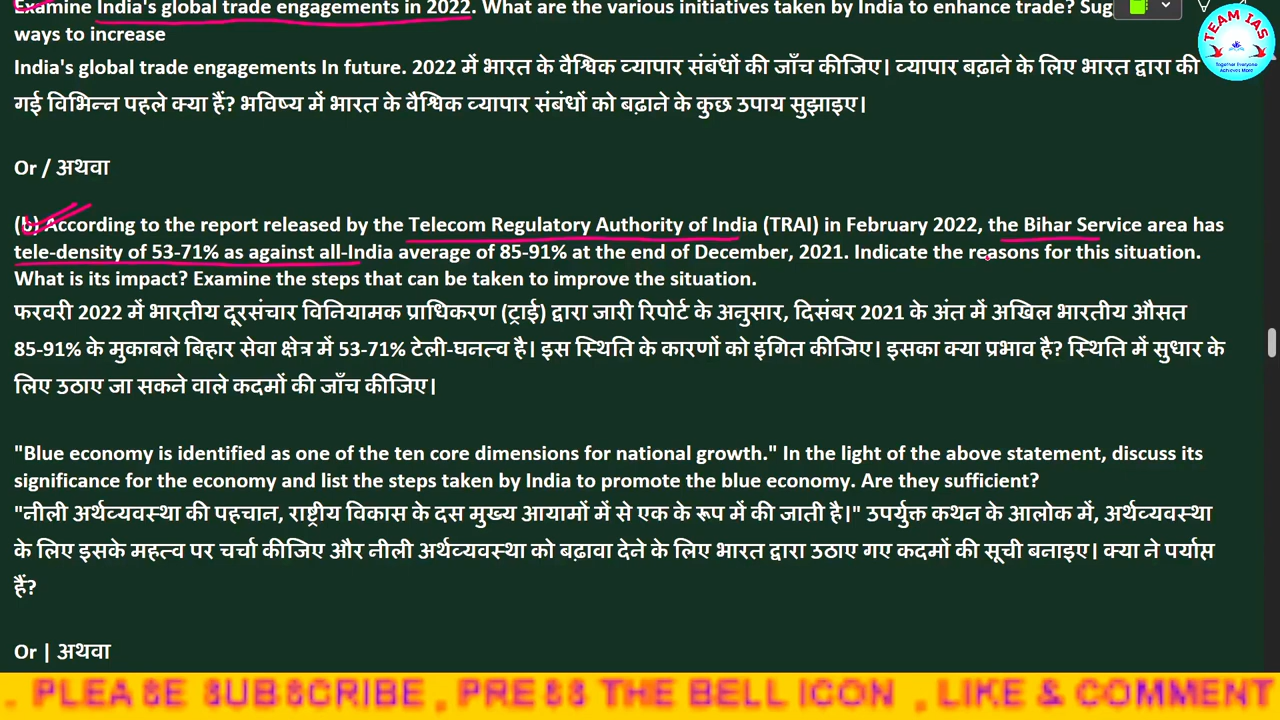 Examine India's global trade engagements in 2022. What are the various initiatives taken by India to enhance trade? Sug
ways to increase
India's global trade engagements In future. 2022 में भारत के वैश्विक व्यापार संबंधों की जाँच कीजिए। व्यापार बढ़ाने के लिए भारत द्वारा की
गई विभिन्न पहले क्या हैं? भविष्य में भारत के वैश्विक व्यापार संबंधों को बढ़ाने के कुछ उपाय सुझाइए।
Or / अथवा
(b) According to the report released by the Telecom Regulatory Authority of India (TRAI) in February 2022, the Bihar Service area has
tele-density of 53-71% as against all-India average of 85-91% at the end of December, 2021. Indicate the reasons for this situation.
What is its impact? Examine the steps that can be taken to improve the situation.
फरवरी 2022 में भारतीय दूरसंचार विनियामक प्राधिकरण (ट्राई) द्वारा जारी रिपोर्ट के अनुसार, दिसंबर 2021 के अंत में अखिल भारतीय औसत
85-91% के मुकाबले बिहार सेवा क्षेत्र में 53-71% टेली-घनत्व है। इस स्थिति के कारणों को इंगित कीजिए। इसका क्या प्रभाव है? स्थिति में सुधार के
लिए उठाए जा सकने वाले कदमों की जाँच कीजिए।
"Blue economy is identified as one of the ten core dimensions for national growth." In the light of the above statement, discuss its
significance for the economy and list the steps taken by India to promote the blue economy. Are they sufficient?
"नीली अर्थव्यवस्था की पहचान, राष्ट्रीय विकास के दस मुख्य आयामों में से एक के रूप में की जाती है।" उपर्युक्त कथन के आलोक में, अर्थव्यवस्था
के लिए इसके महत्व पर चर्चा कीजिए और नीली अर्थव्यवस्था को बढ़ावा देने के लिए भारत द्वारा उठाए गए कदमों की सूची बनाइए। क्या ने पर्याप्त
हैं?
Or | अथवा
TEAM IAS
Together Everyone
Achieves More
. PLEASE SUBSCRIBE , PRESS THE BELL ICON , LIKE & COMMENT